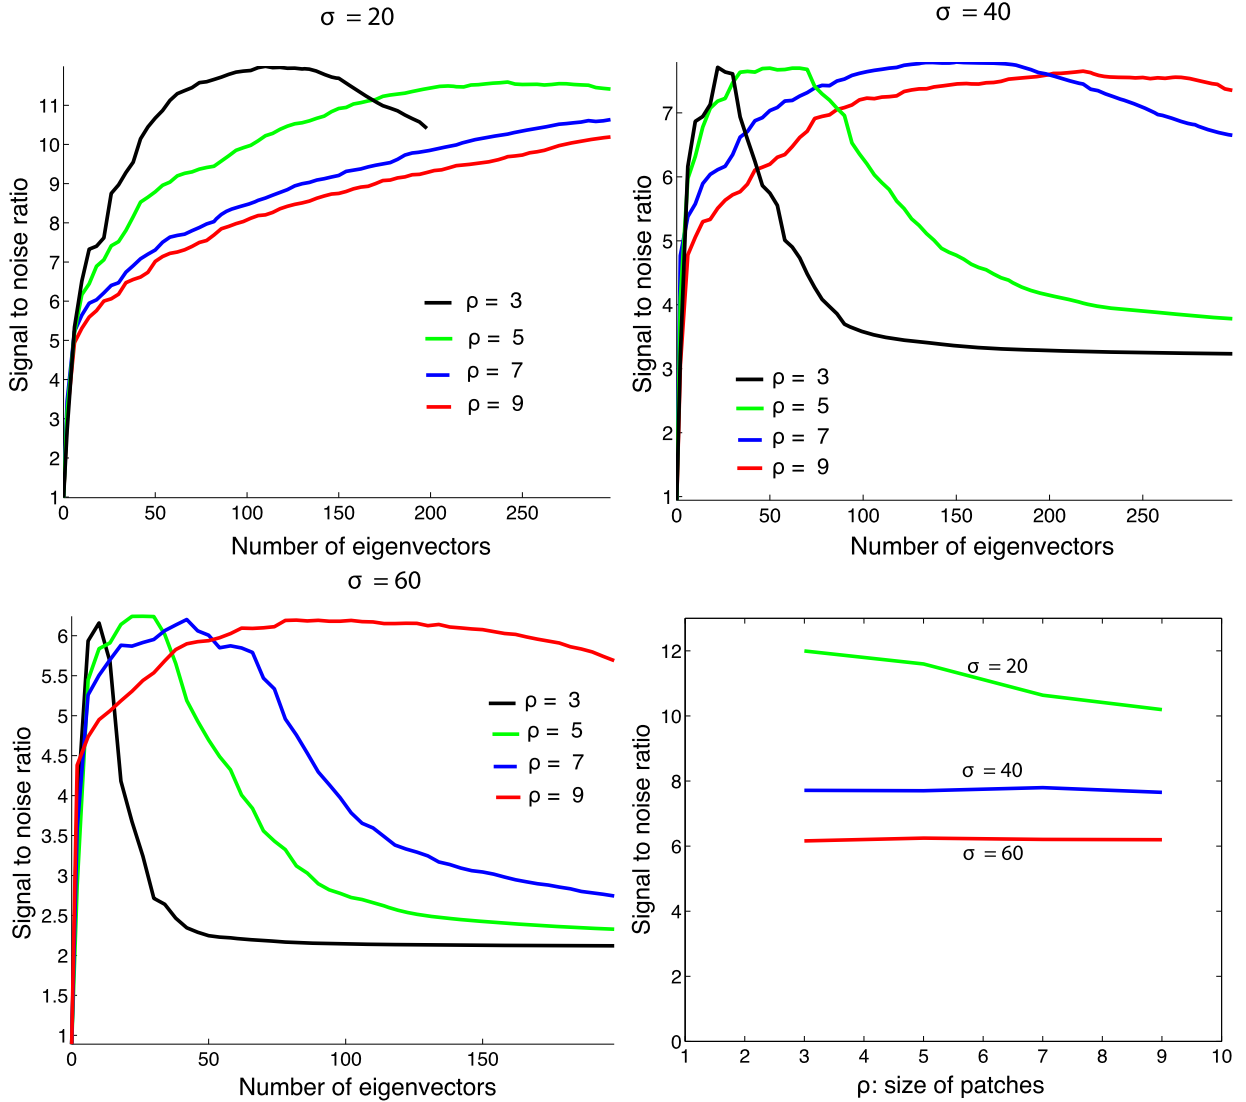 σ = 20
Signal to noise ratio
11
10
9
8
7
6
5
4
3
2
1
ρ = 3
ρ = 5
ρ = 7
ρ = 9
0 50 100 150 200 250
Number of eigenvectors
σ = 40
Signal to noise ratio
7
6
5
4
3
2
1
ρ = 3
ρ = 5
ρ = 7
ρ = 9
0 50 100 150 200 250
Number of eigenvectors
σ = 60
Signal to noise ratio
6
5.5
5
4.5
4
3.5
3
2.5
2
1.5
1
ρ = 3
ρ = 5
ρ = 7
ρ = 9
0 50 100 150
Number of eigenvectors
Signal to noise ratio
12
10
8
6
4
2
0
σ = 20
σ = 40
σ = 60
1 2 3 4 5 6 7 8 9 10
ρ: size of patches